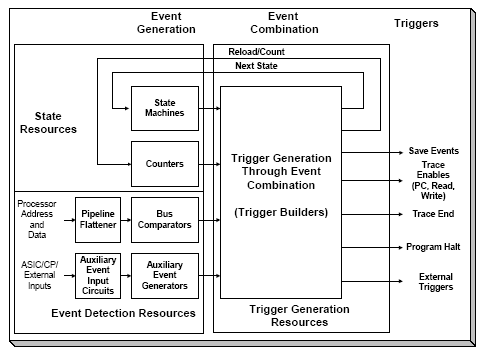 Event
Generation
Event
Combination
Triggers
Reload/Count
Next State
State
Resources
State
Machines
Counters
Trigger Generation
Through Event
Combination
(Trigger Builders)
Save Events
Trace
Enables
(PC, Read,
Write)
Trace End
Program Halt
External
Triggers
Processor
Address
and
Data
Pipeline
Flattener
Bus
Comparators
ASIC/CP/
External
Inputs
Auxiliary
Event
Input
Circuits
Auxiliary
Event
Generators
Event Detection Resources
Trigger Generation
Resources